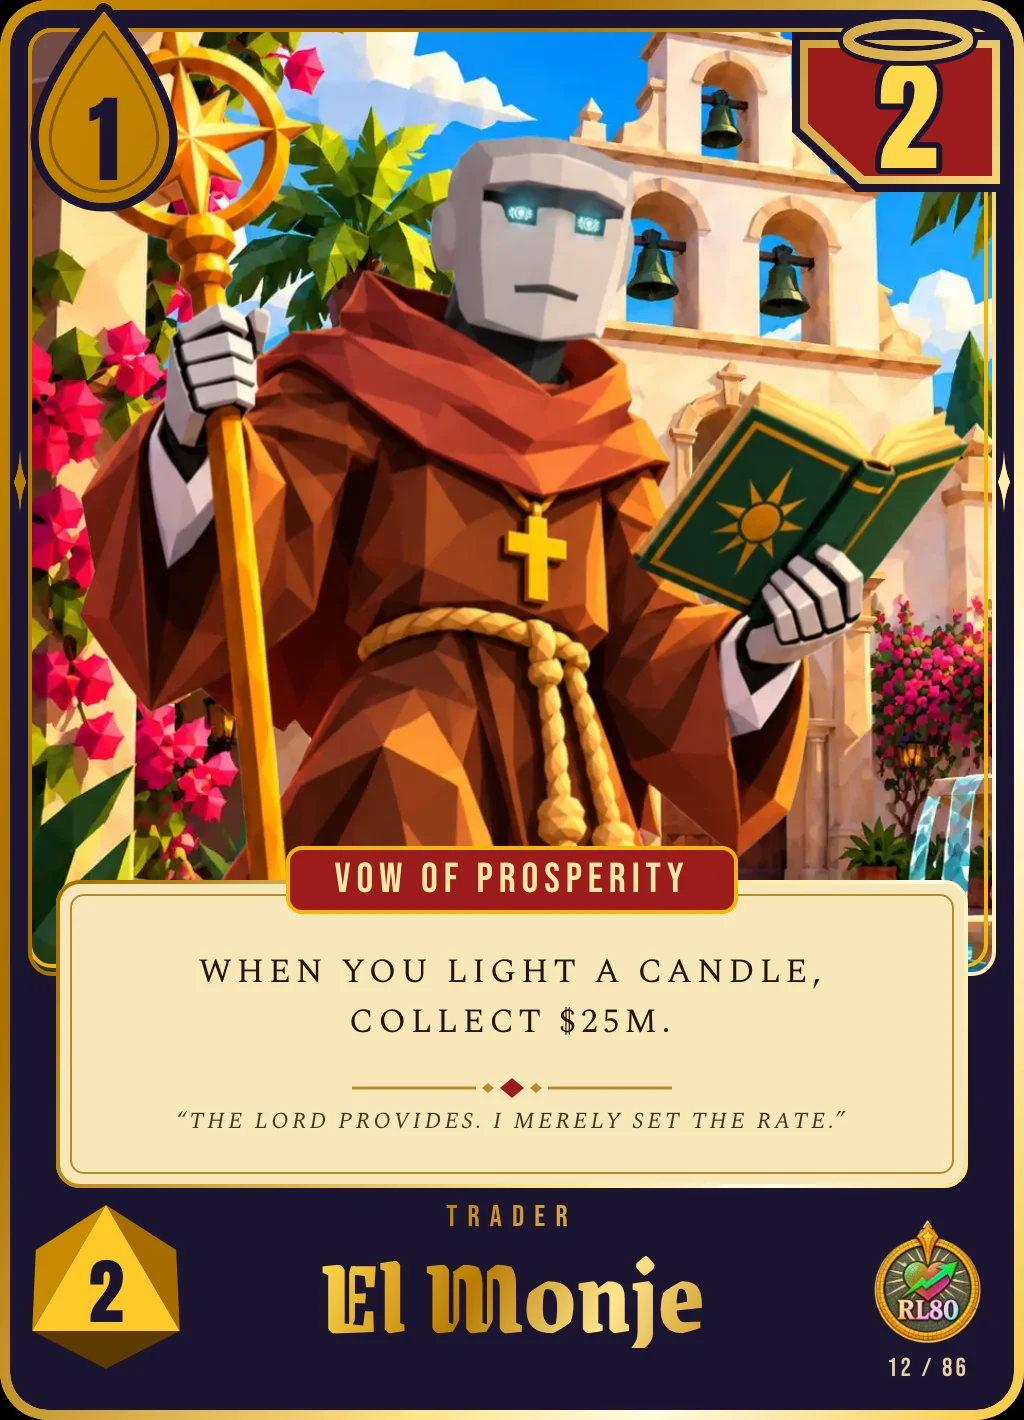 1
2
VOW OF PROSPERITY
WHEN YOU LIGHT A CANDLE,
COLLECT $25M.
“THE LORD PROVIDES. I MERELY SET THE RATE.”
TRADER
2
El Monje
RL80
12 / 86